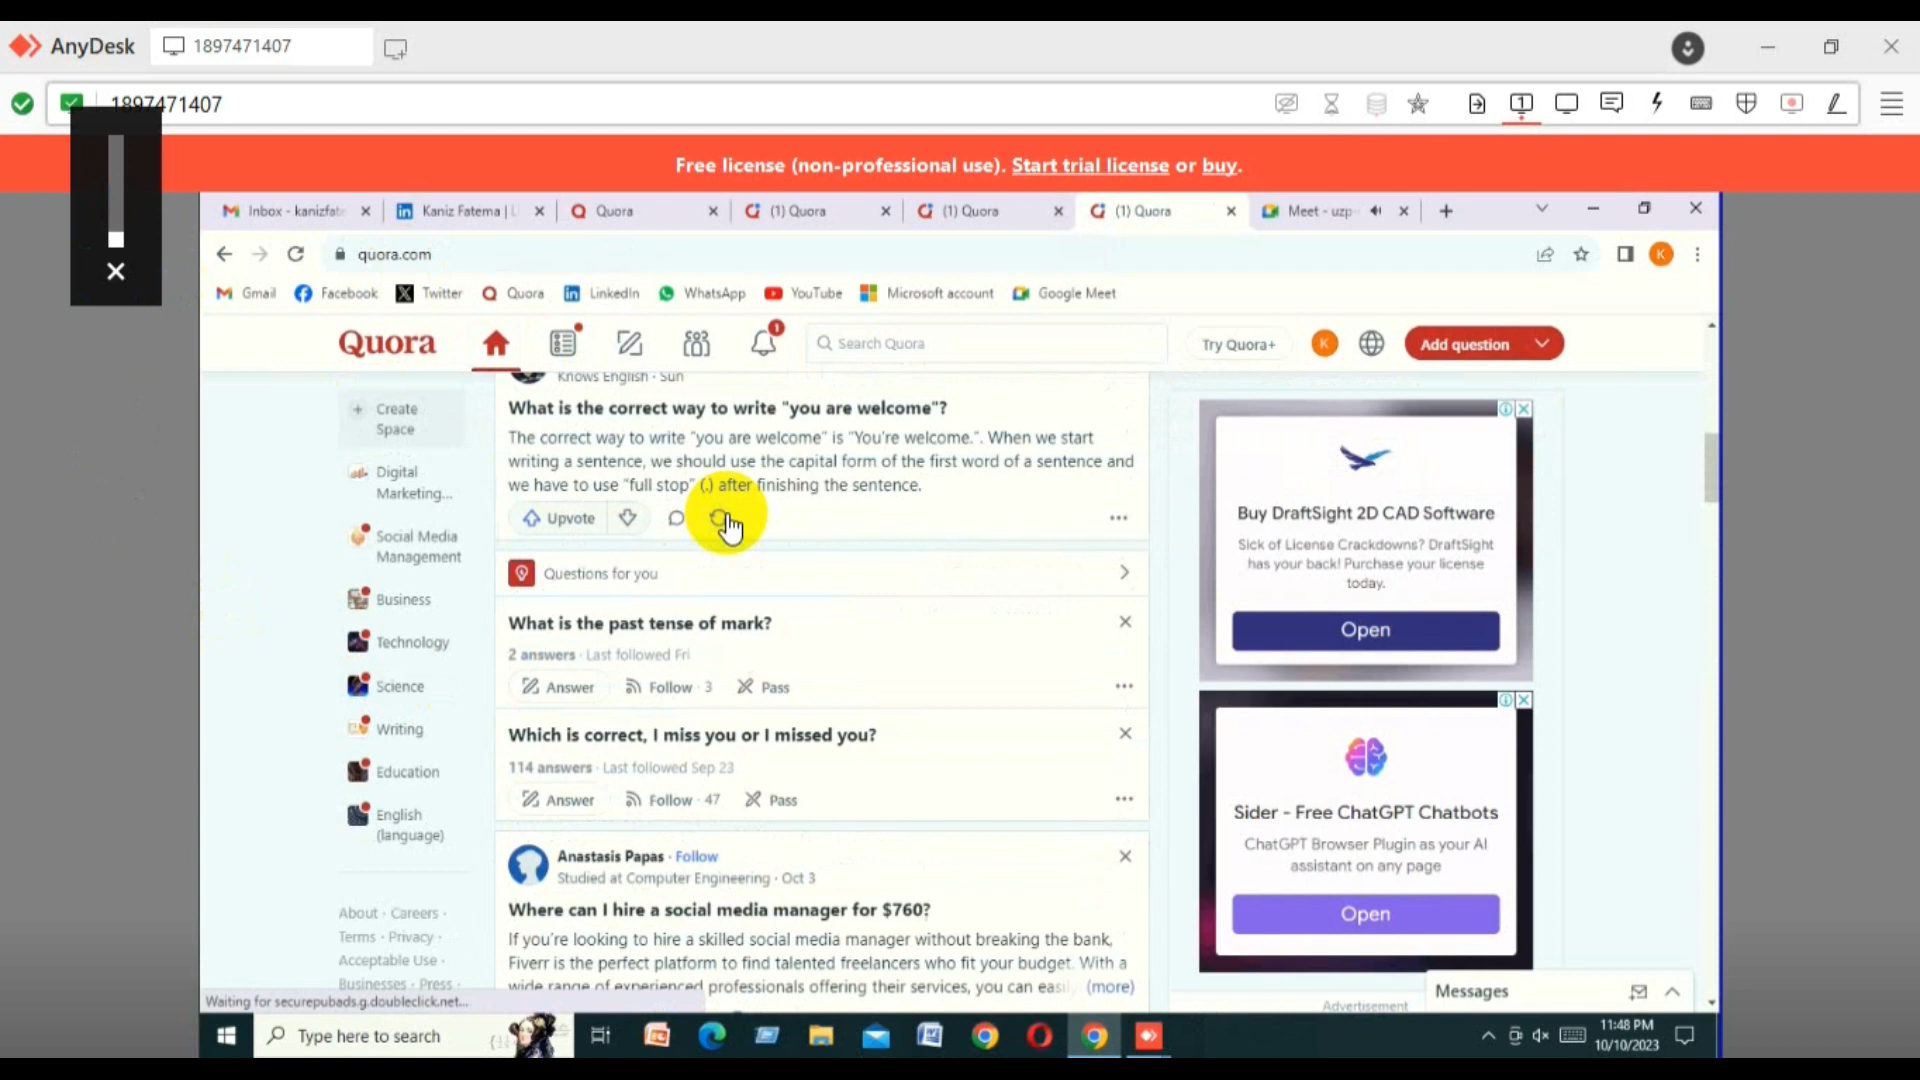 AnyDesk
1897471407
1897471407
Free license (non-professional use). Start trial license or buy.
Inbox - kanizfat
Kaniz Fatema |
Quora
(1) Quora
(1) Quora
(1) Quora
Meet - uzp
quora.com
K
Gmail
Facebook
Twitter
Quora
LinkedIn
WhatsApp
YouTube
Microsoft account
Google Meet
Quora
1
Search Quora
Try Quora+
K
Add question
Create
Space
Digital
Marketing...
Social Media
Management
Business
Technology
Science
Writing
Education
English
(language)
About · Careers ·
Terms · Privacy ·
Acceptable Use ·
Businesses · Press ·
Knows English · Sun
What is the correct way to write "you are welcome"?
The correct way to write "you are welcome" is "You're welcome.". When we start
writing a sentence, we should use the capital form of the first word of a sentence and
we have to use "full stop" (.) after finishing the sentence.
Upvote
Questions for you
What is the past tense of mark?
2 answers · Last followed Fri
Answer Follow · 3 Pass
Which is correct, I miss you or I missed you?
114 answers · Last followed Sep 23
Answer Follow · 47 Pass
Anastasis Papas · Follow
Studied at Computer Engineering · Oct 3
Where can I hire a social media manager for $760?
If you're looking to hire a skilled social media manager without breaking the bank,
Fiverr is the perfect platform to find talented freelancers who fit your budget. With a
wide range of experienced professionals offering their services, you can easil (more)
Buy DraftSight 2D CAD Software
Sick of License Crackdowns? DraftSight
has your back! Purchase your license
today.
Open
Sider - Free ChatGPT Chatbots
ChatGPT Browser Plugin as your AI
assistant on any page
Open
Advertisement
Messages
Waiting for securepubads.g.doubleclick.net...
Type here to search
11:48 PM
10/10/2023